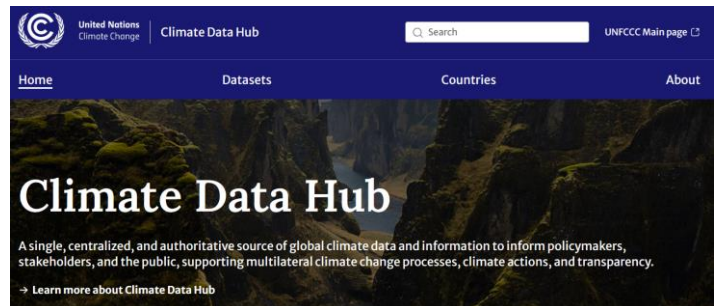 United Nations
Climate Change
Climate Data Hub
Search
UNFCCC Main page
Home
Datasets
Countries
About
Climate Data Hub
A single, centralized, and authoritative source of global climate data and information to inform policymakers,
stakeholders, and the public, supporting multilateral climate change processes, climate actions, and transparency.
→ Learn more about Climate Data Hub